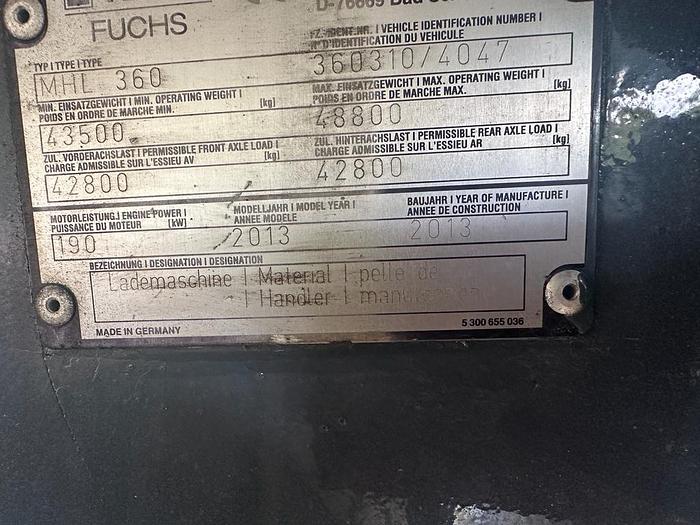 D-76669 Bad
FUCHS
FZ.-IDENT.NR. | VEHICLE IDENTIFICATION NUMBER |
N° D'IDENTIFICATION DU VEHICULE
360310/4047
TYP | TYPE | TYPE
MHL 360
MIN. EINSATZGEWICHT | MIN. OPERATING WEIGHT | [kg]
POIDS EN ORDRE DE MARCHE MIN.
43500
MAX. EINSATZGEWICHT | MAX. OPERATING WEIGHT | [kg]
POIDS EN ORDRE DE MARCHE MAX.
48800
ZUL. VORDERACHSLAST | PERMISSIBLE FRONT AXLE LOAD | [kg]
CHARGE ADMISSIBLE SUR L'ESSIEU AV
42800
ZUL. HINTERACHSLAST | PERMISSIBLE REAR AXLE LOAD | [kg]
CHARGE ADMISSIBLE SUR L'ESSIEU AR
42800
MOTORLEISTUNG | ENGINE POWER |
PUISSANCE DU MOTEUR [kW]
190
MODELLJAHR | MODEL YEAR |
ANNEE MODELE
2013
BAUJAHR | YEAR OF MANUFACTURE |
ANNEE DE CONSTRUCTION
2013
BEZEICHNUNG | DESIGNATION | DESIGNATION
Lademaschine | Material | pelle de
| Handler |
MADE IN GERMANY
5 300 655 036